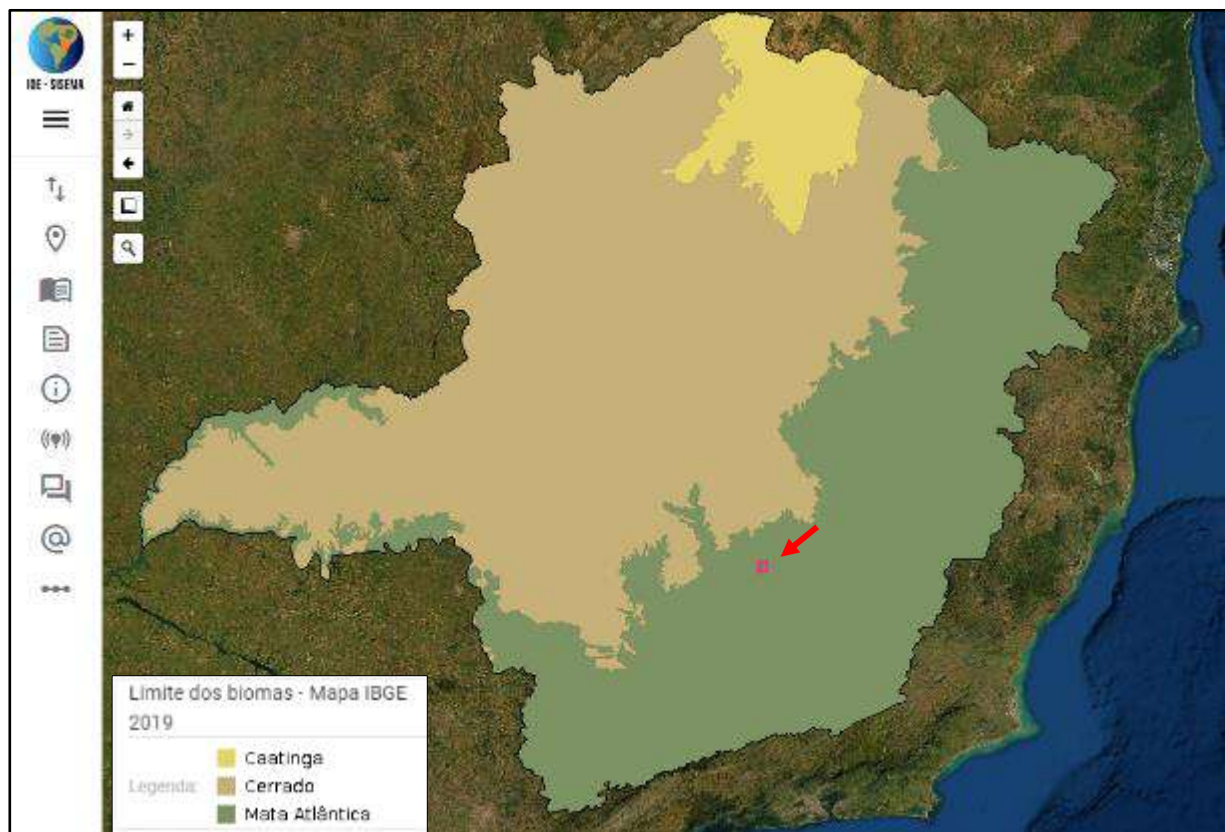 IDE - SISEMA
Limite dos biomas - Mapa IBGE
2019
Legenda:
Caatinga
Cerrado
Mata Atlântica